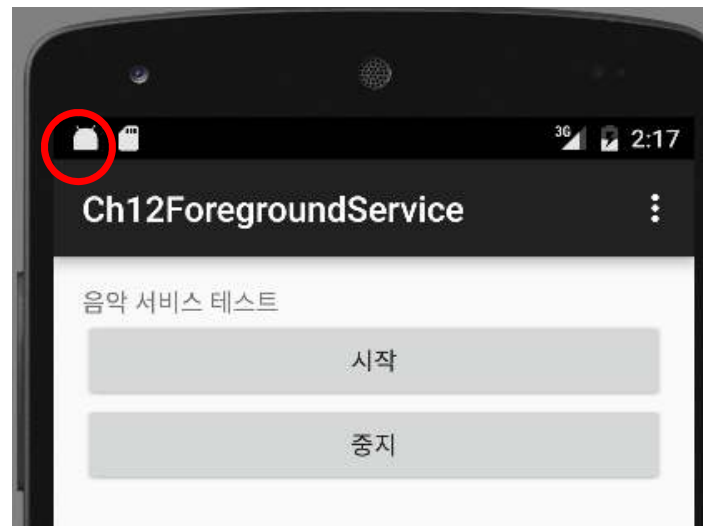 3G 2:17
Ch12ForegroundService
음악 서비스 테스트
시작
중지